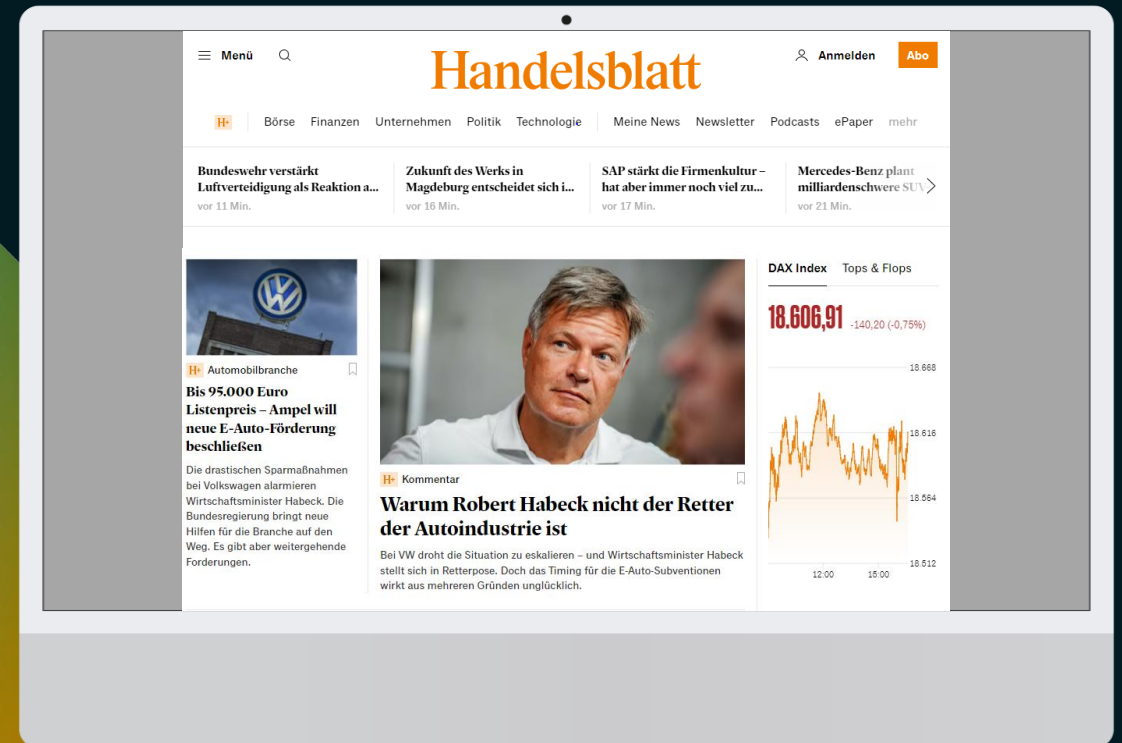 Menü
Handelsblatt
Anmelden
Abo
H+ Börse Finanzen Unternehmen Politik Technologie Meine News Newsletter Podcasts ePaper mehr
Bundeswehr verstärkt
Luftverteidigung als Reaktion a...
vor 11 Min.
Zukunft des Werks in
Magdeburg entscheidet sich i...
vor 16 Min.
SAP stärkt die Firmenkultur –
hat aber immer noch viel zu...
vor 17 Min.
Mercedes-Benz plant
milliardenschwere SUV
vor 21 Min.
H+ Automobilbranche
Bis 95.000 Euro
Listenpreis – Ampel will
neue E-Auto-Förderung
beschließen
Die drastischen Sparmaßnahmen
bei Volkswagen alarmieren
Wirtschaftsminister Habeck. Die
Bundesregierung bringt neue
Hilfen für die Branche auf den
Weg. Es gibt aber weitergehende
Forderungen.
H+ Kommentar
Warum Robert Habeck nicht der Retter
der Autoindustrie ist
Bei VW droht die Situation zu eskalieren – und Wirtschaftsminister Habeck
stellt sich in Retterpose. Doch das Timing für die E-Auto-Subventionen
wirkt aus mehreren Gründen unglücklich.
DAX Index Tops & Flops
18.606,91 -140,20 (-0,75%)
18.668
18.616
18.564
18.512
12:00 15:00